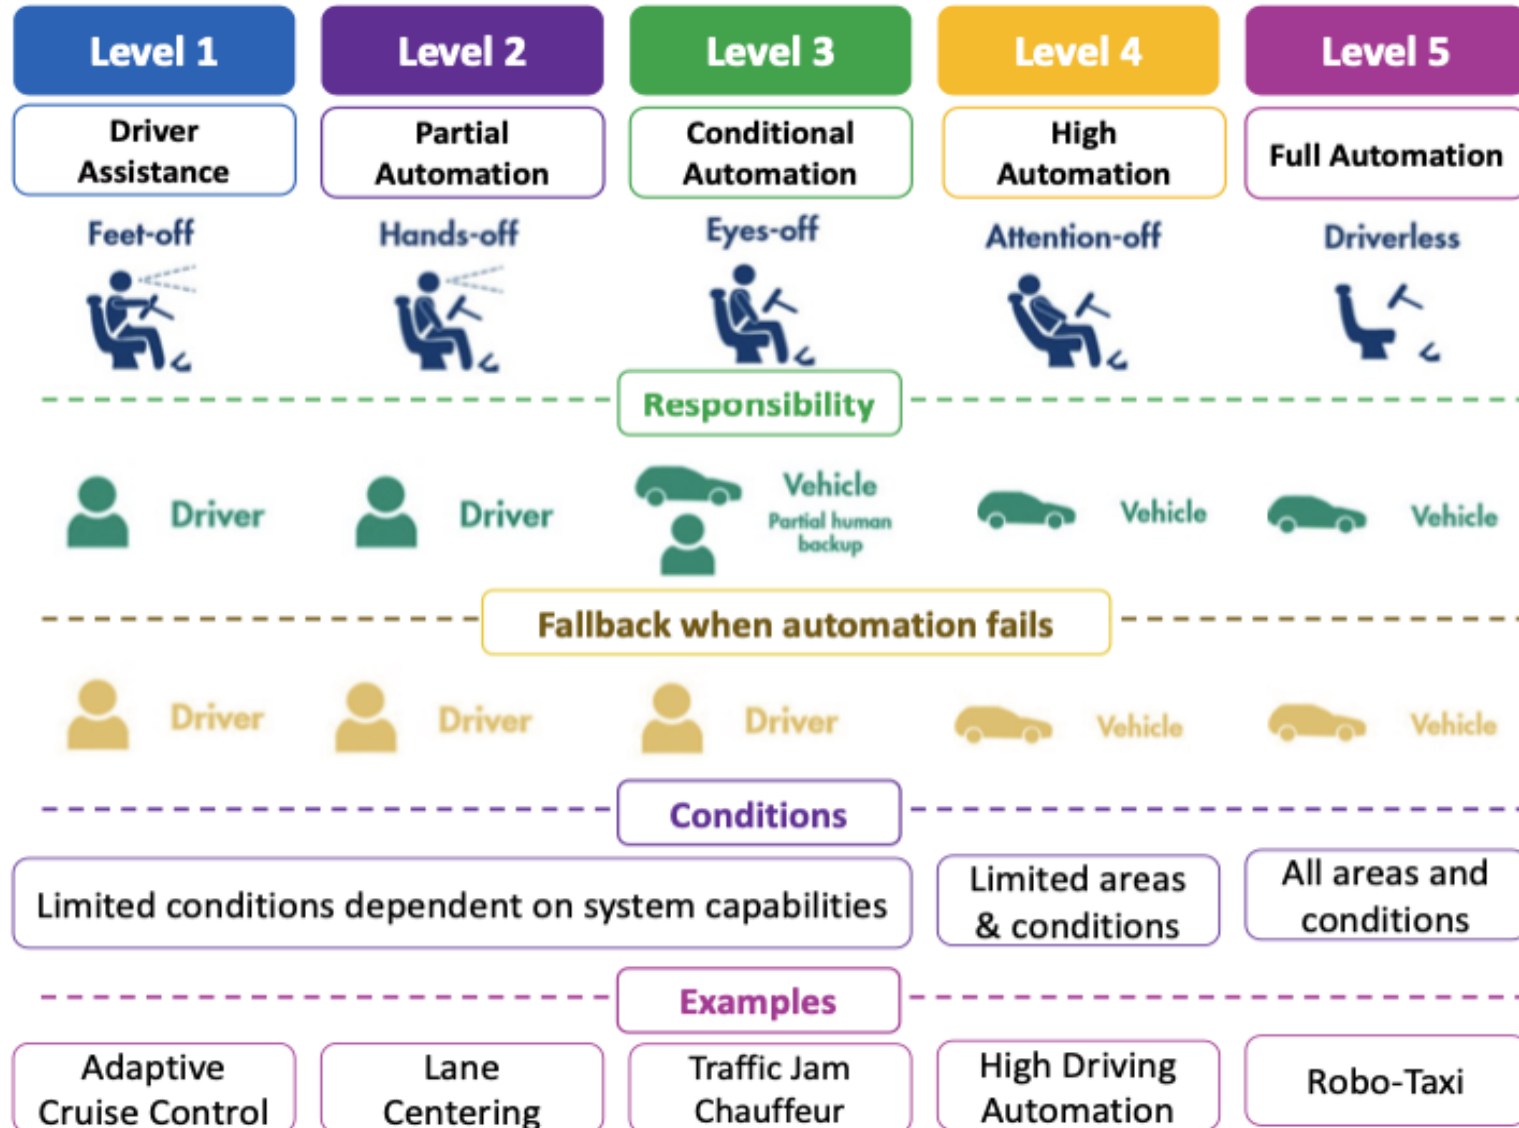 Level 1
Level 2
Level 3
Level 4
Level 5
Driver
Assistance
Partial
Automation
Conditional
Automation
High
Automation
Full Automation
Feet-off
Hands-off
Eyes-off
Attention-off
Driverless
Responsibility
Driver
Driver
Vehicle
Partial human
backup
Vehicle
Vehicle
Fallback when automation fails
Driver
Driver
Driver
Vehicle
Vehicle
Conditions
Limited conditions dependent on system capabilities
Limited areas
& conditions
All areas and
conditions
Examples
Adaptive
Cruise Control
Lane
Centering
Traffic Jam
Chauffeur
High Driving
Automation
Robo-Taxi